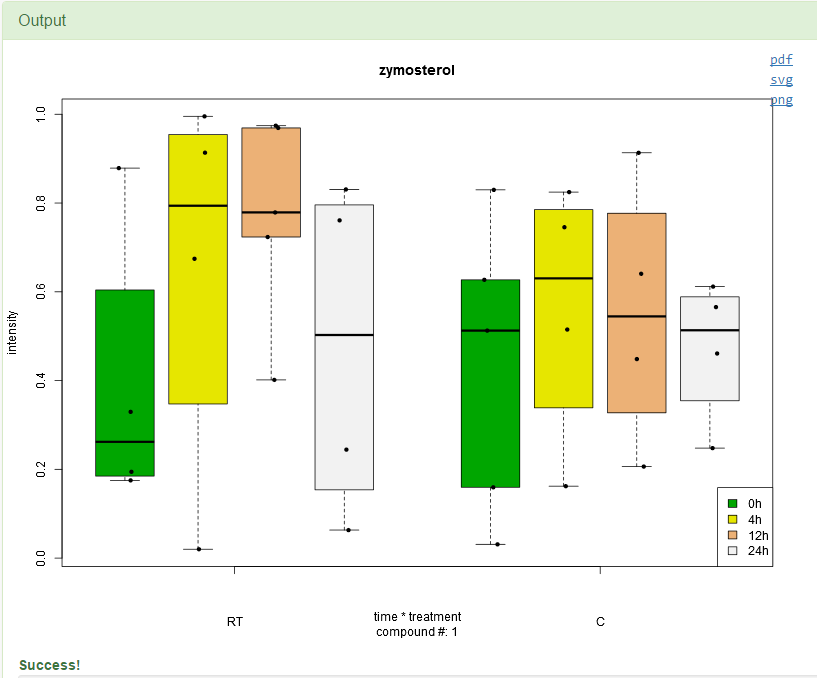 Output
pdf
svg
png
zymosterol
intensity
1.0
0.8
0.6
0.4
0.2
0.0
0h
4h
12h
24h
RT
time * treatment
compound #: 1
C
Success!